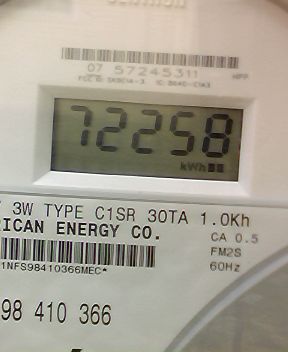 07 57245311
72258
kWh
3W TYPE C1SR 30TA 1.0Kh
RICAN ENERGY CO.
CA 0.5
FM2S
60Hz
1NFS98410366MEC*
98 410 366